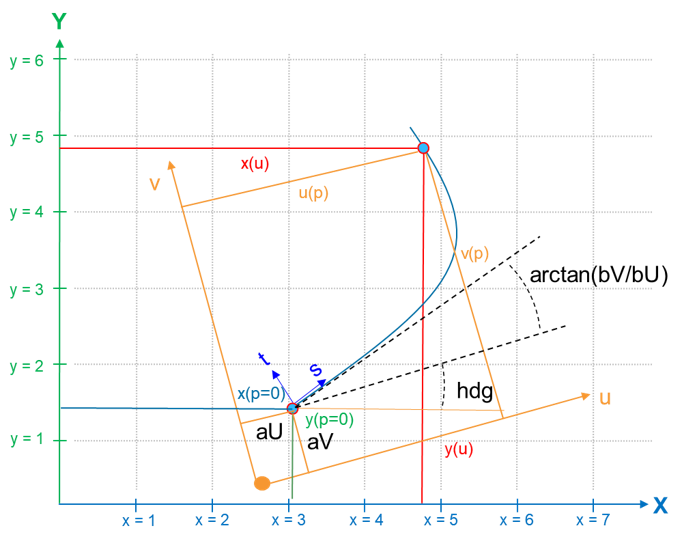 Y
y = 6
y = 5
x(u)
v
u(p)
y = 4
v(p)
arctan(bV/bU)
y = 3
t
s
y = 2
x(p=0)
hdg
u
y(p=0)
aU
aV
y = 1
y(u)
X
x = 1
x = 2
x = 3
x = 4
x = 5
x = 6
x = 7